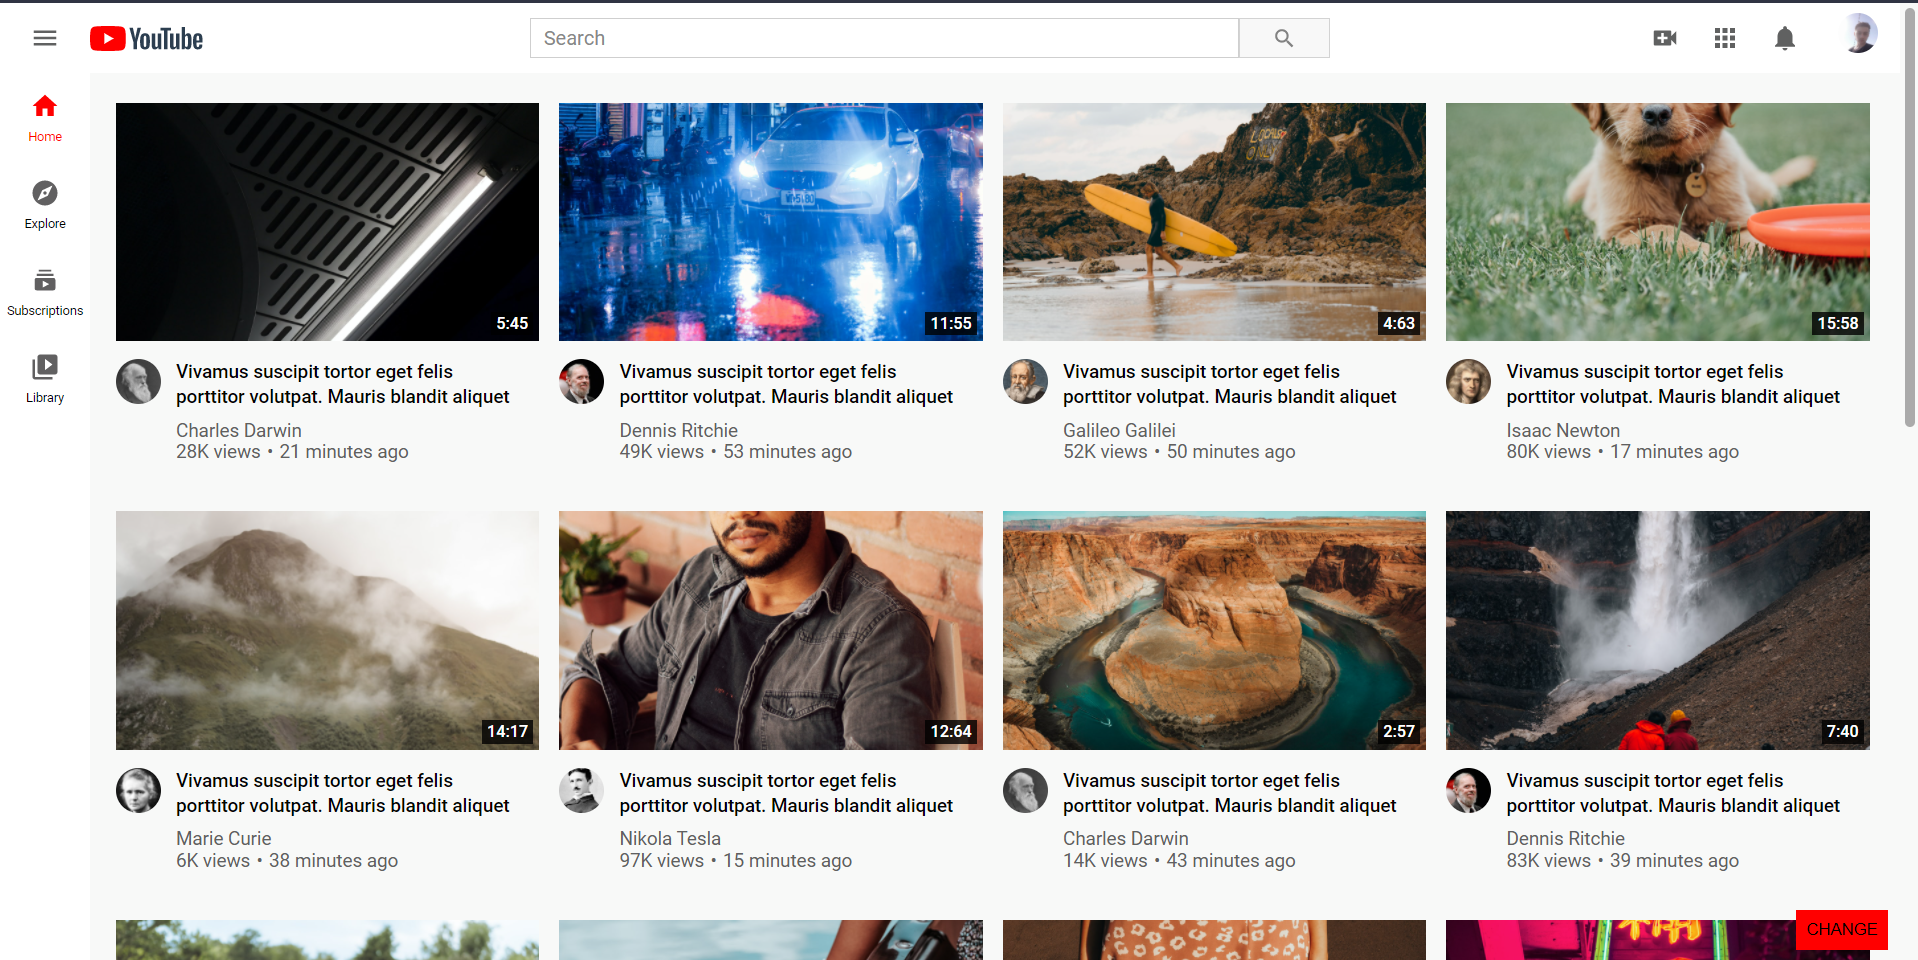 YouTube
Search
Home
Explore
Subscriptions
Library
LOCALS
ONLY
5:45
11:55
4:63
15:58
Vivamus suscipit tortor eget felis
porttitor volutpat. Mauris blandit aliquet
Charles Darwin
28K views • 21 minutes ago
Vivamus suscipit tortor eget felis
porttitor volutpat. Mauris blandit aliquet
Dennis Ritchie
49K views • 53 minutes ago
Vivamus suscipit tortor eget felis
porttitor volutpat. Mauris blandit aliquet
Galileo Galilei
52K views • 50 minutes ago
Vivamus suscipit tortor eget felis
porttitor volutpat. Mauris blandit aliquet
Isaac Newton
80K views • 17 minutes ago
14:17
12:64
2:57
7:40
Vivamus suscipit tortor eget felis
porttitor volutpat. Mauris blandit aliquet
Marie Curie
6K views • 38 minutes ago
Vivamus suscipit tortor eget felis
porttitor volutpat. Mauris blandit aliquet
Nikola Tesla
97K views • 15 minutes ago
Vivamus suscipit tortor eget felis
porttitor volutpat. Mauris blandit aliquet
Charles Darwin
14K views • 43 minutes ago
Vivamus suscipit tortor eget felis
porttitor volutpat. Mauris blandit aliquet
Dennis Ritchie
83K views • 39 minutes ago
CHANGE